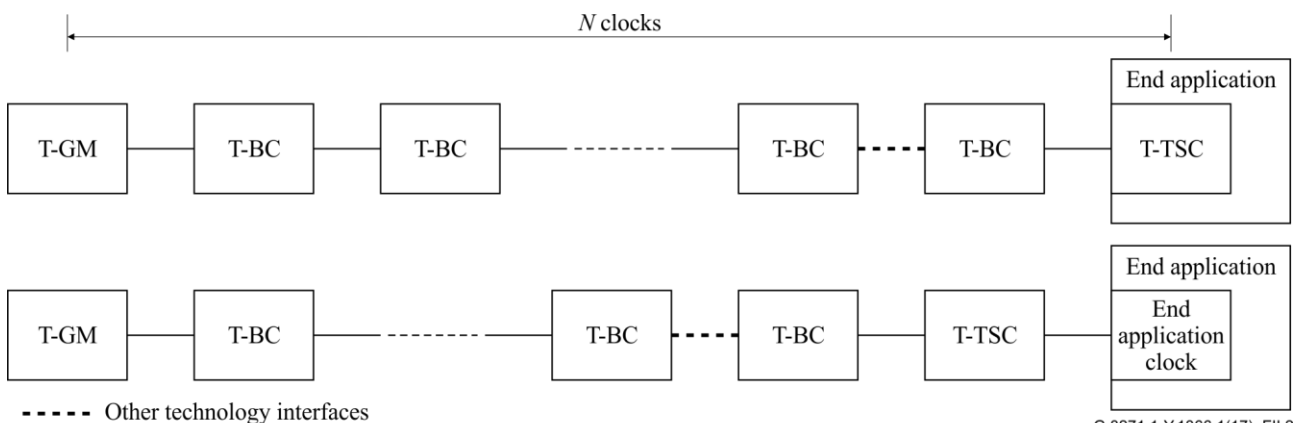 N clocks
End application
T-GM T-BC T-BC T-BC T-BC T-TSC
End application
T-GM T-BC T-BC T-BC T-TSC
End
application
clock
Other technology interfaces